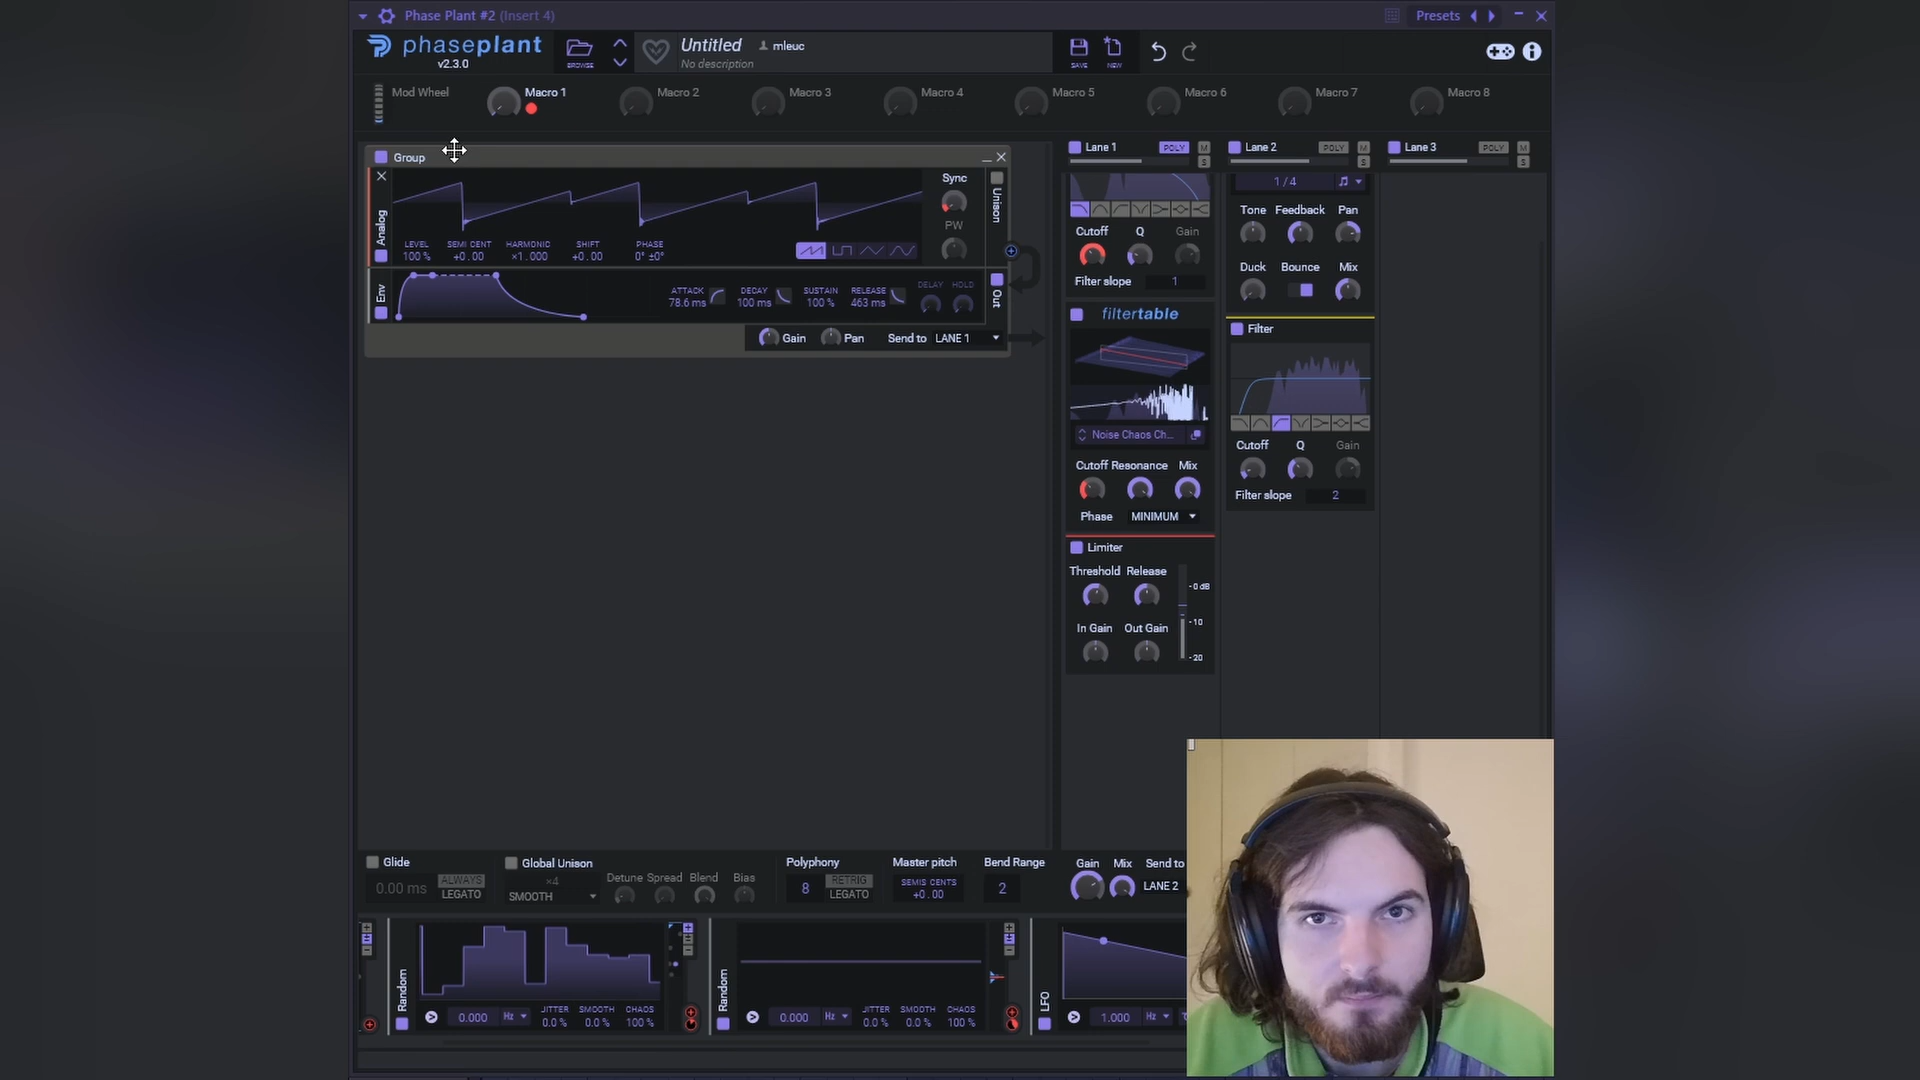 Phase Plant #2 (Insert 4)
Presets
phaseplant
v2.3.0
BROWSE
Untitled
mleuc
No description
SAVE
NEW
Mod Wheel
Macro 1
Macro 2
Macro 3
Macro 4
Macro 5
Macro 6
Macro 7
Macro 8
Group
Analog
LEVEL
100 %
SEMI CENT
+0.00
HARMONIC
×1.000
SHIFT
+0.00
PHASE
0° ±0°
Sync
PW
Unison
Env
ATTACK
78.6 ms
DECAY
100 ms
SUSTAIN
100 %
RELEASE
463 ms
DELAY
HOLD
Out
Gain
Pan
Send to
LANE 1
Lane 1
POLY
M
S
Lane 2
POLY
M
S
Lane 3
POLY
M
S
Cutoff
Q
Gain
Filter slope
1
filtertable
Noise Chaos Ch...
Cutoff Resonance Mix
Phase
MINIMUM
Limiter
Threshold Release
-0 dB
-10
-20
In Gain Out Gain
1/4
Tone Feedback Pan
Duck Bounce Mix
Filter
Cutoff Q Gain
Filter slope 2
Glide
0.00 ms
ALWAYS
LEGATO
Global Unison
×4
SMOOTH
Detune Spread Blend Bias
Polyphony
8
RETRIG
LEGATO
Master pitch
SEMIS CENTS
+0.00
Bend Range
2
Gain Mix Send to
LANE 2
Random
0.000 Hz
JITTER
0.0 %
SMOOTH
0.0 %
CHAOS
100 %
Random
0.000 Hz
JITTER
0.0 %
SMOOTH
0.0 %
CHAOS
100 %
LFO
1.000 Hz